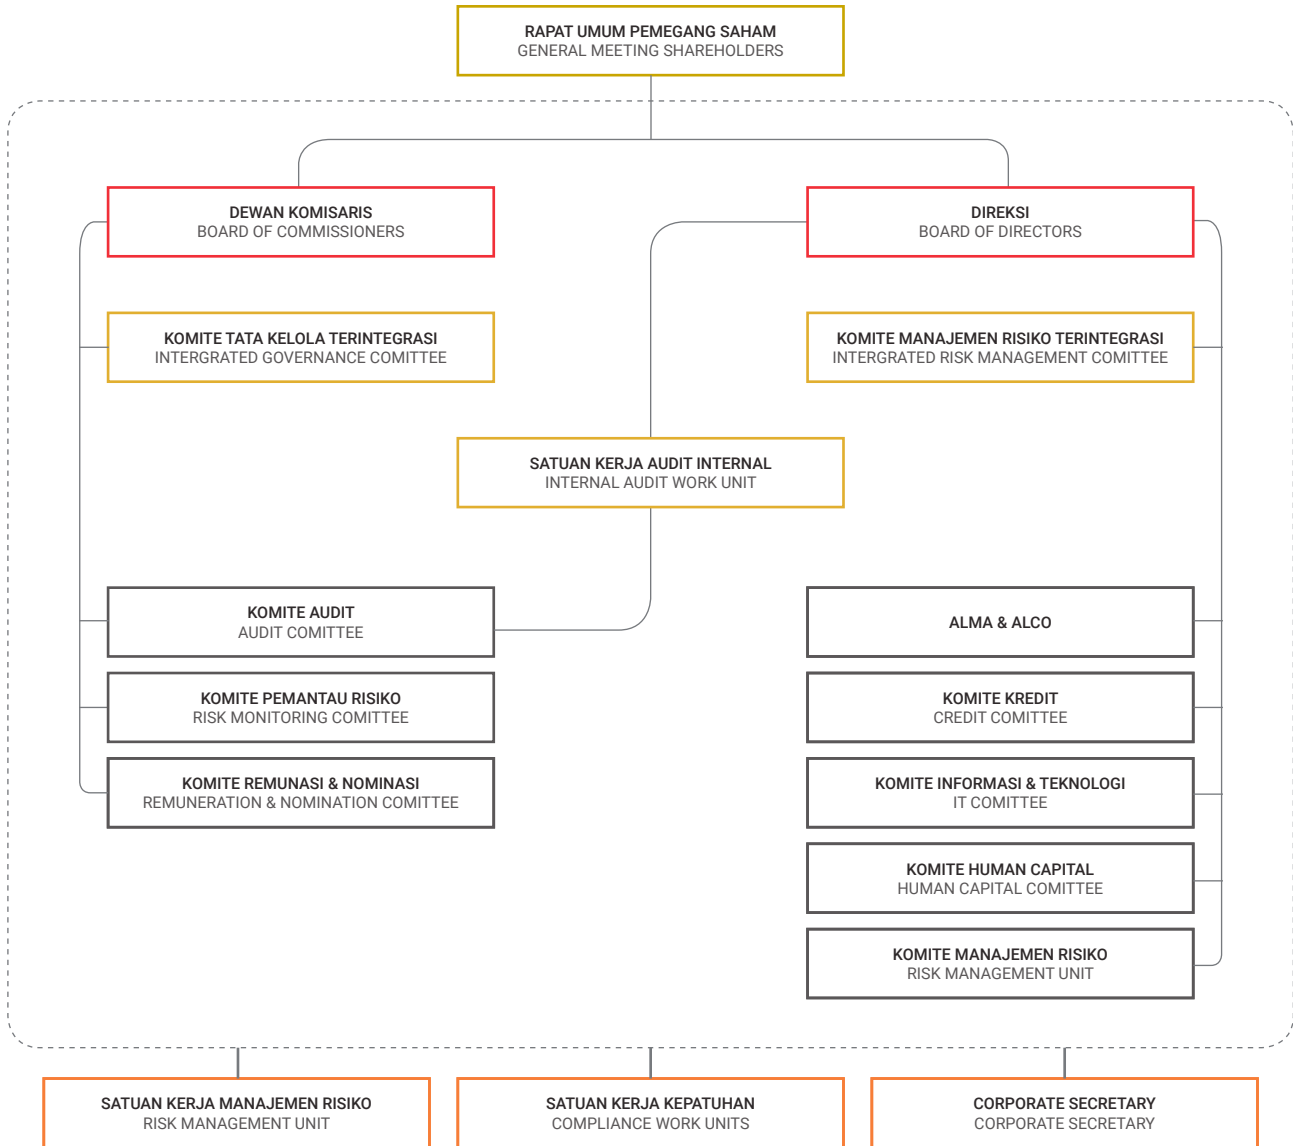 RAPAT UMUM PEMEGANG SAHAM
GENERAL MEETING SHAREHOLDERS
DEWAN KOMISARIS
BOARD OF COMMISSIONERS
DIREKSI
BOARD OF DIRECTORS
KOMITE TATA KELOLA TERINTEGRASI
INTERGRATED GOVERNANCE COMITTEE
KOMITE MANAJEMEN RISIKO TERINTEGRASI
INTERGRATED RISK MANAGEMENT COMITTEE
SATUAN KERJA AUDIT INTERNAL
INTERNAL AUDIT WORK UNIT
KOMITE AUDIT
AUDIT COMITTEE
ALMA & ALCO
KOMITE PEMANTAU RISIKO
RISK MONITORING COMITTEE
KOMITE KREDIT
CREDIT COMITTEE
KOMITE REMUNASI & NOMINASI
REMUNERATION & NOMINATION COMITTEE
KOMITE INFORMASI & TEKNOLOGI
IT COMITTEE
KOMITE HUMAN CAPITAL
HUMAN CAPITAL COMITTEE
KOMITE MANAJEMEN RISIKO
RISK MANAGEMENT UNIT
SATUAN KERJA MANAJEMEN RISIKO
RISK MANAGEMENT UNIT
SATUAN KERJA KEPATUHAN
COMPLIANCE WORK UNITS
CORPORATE SECRETARY
CORPORATE SECRETARY